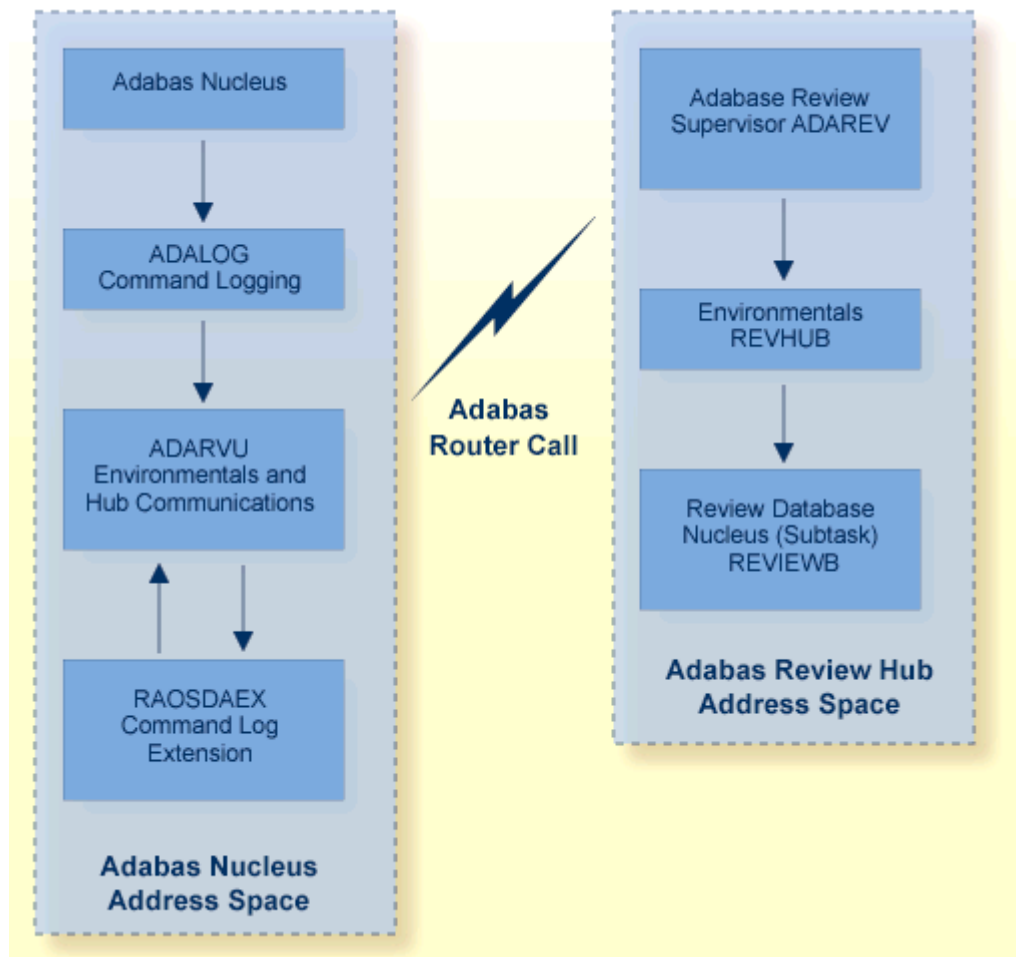 Adabas Nucleus
ADALOG
Command Logging
ADARVU
Environmentals and
Hub Communications
RAOSDAEX
Command Log
Extension
Adabas Nucleus
Address Space
Adabas
Router Call
Adabase Review
Supervisor ADAREV
Environmentals
REVHUB
Review Database
Nucleus (Subtask)
REVIEWB
Adabas Review Hub
Address Space